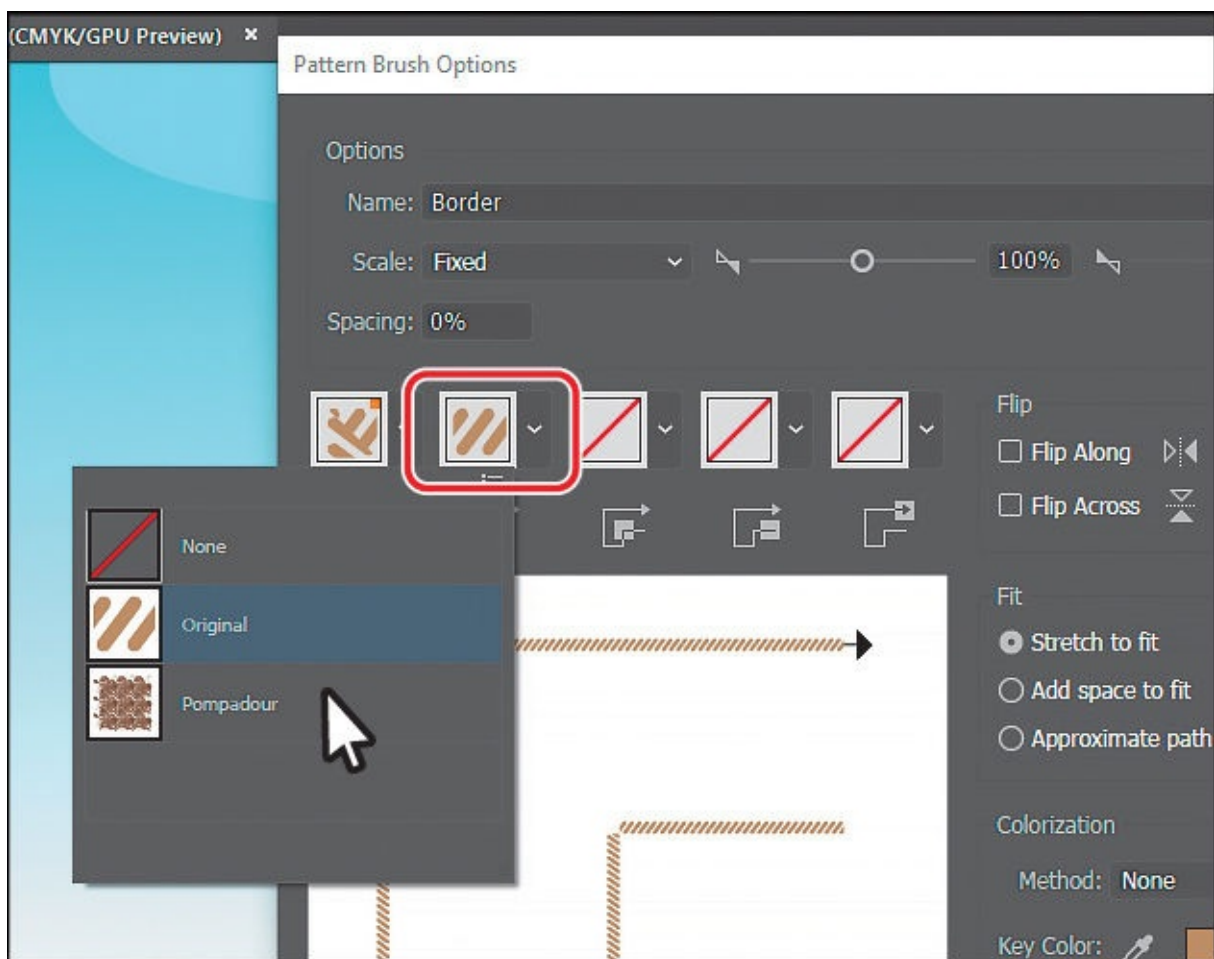 (CMYK/GPU Preview) ×
Pattern Brush Options
Options
Name: Border
Scale: Fixed 100%
Spacing: 0%
Flip
Flip Along
Flip Across
None
Original
Pompadour
Fit
Stretch to fit
Add space to fit
Approximate path
Colorization
Method: None
Key Color: